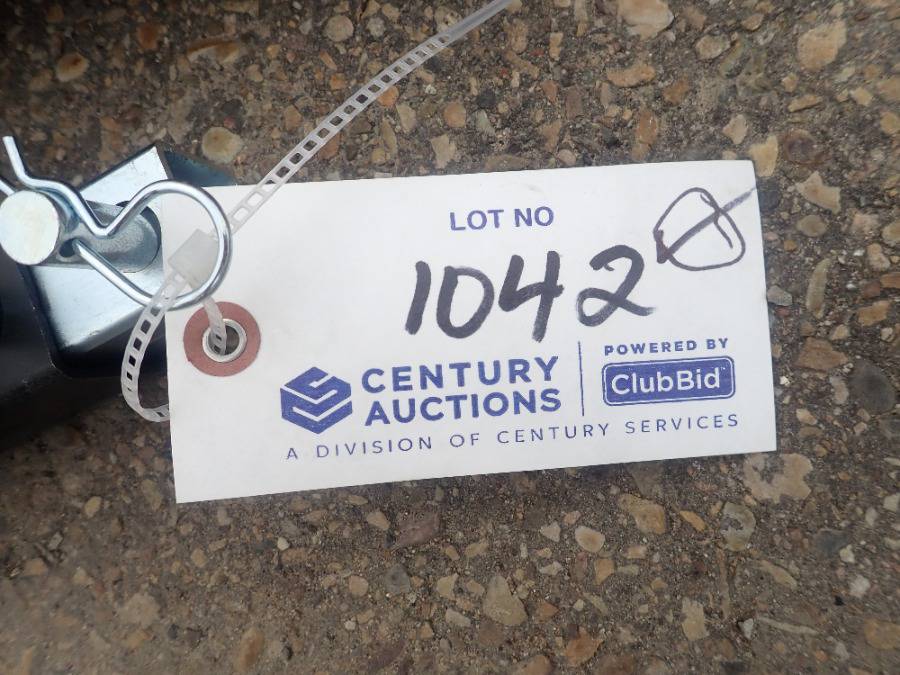 LOT NO
1042
CENTURY
AUCTIONS
POWERED BY
ClubBid
A DIVISION OF CENTURY SERVICES